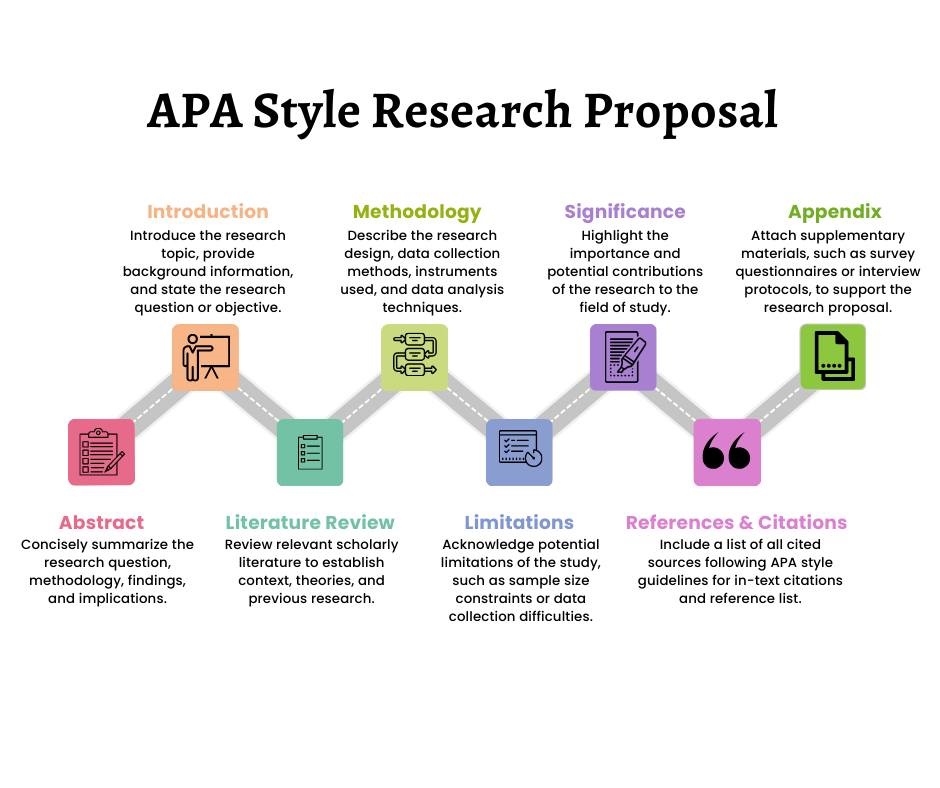 APA Style Research Proposal
Introduction
Introduce the research
topic, provide
background information,
and state the research
question or objective.
Methodology
Describe the research
design, data collection
methods, instruments
used, and data analysis
techniques.
Significance
Highlight the
importance and
potential contributions
of the research to the
field of study.
Appendix
Attach supplementary
materials, such as survey
questionnaires or interview
protocols, to support the
research proposal.
Abstract
Concisely summarize the
research question,
methodology, findings,
and implications.
Literature Review
Review relevant scholarly
literature to establish
context, theories, and
previous research.
Limitations
Acknowledge potential
limitations of the study,
such as sample size
constraints or data
collection difficulties.
References & Citations
Include a list of all cited
sources following APA style
guidelines for in-text citations
and reference list.